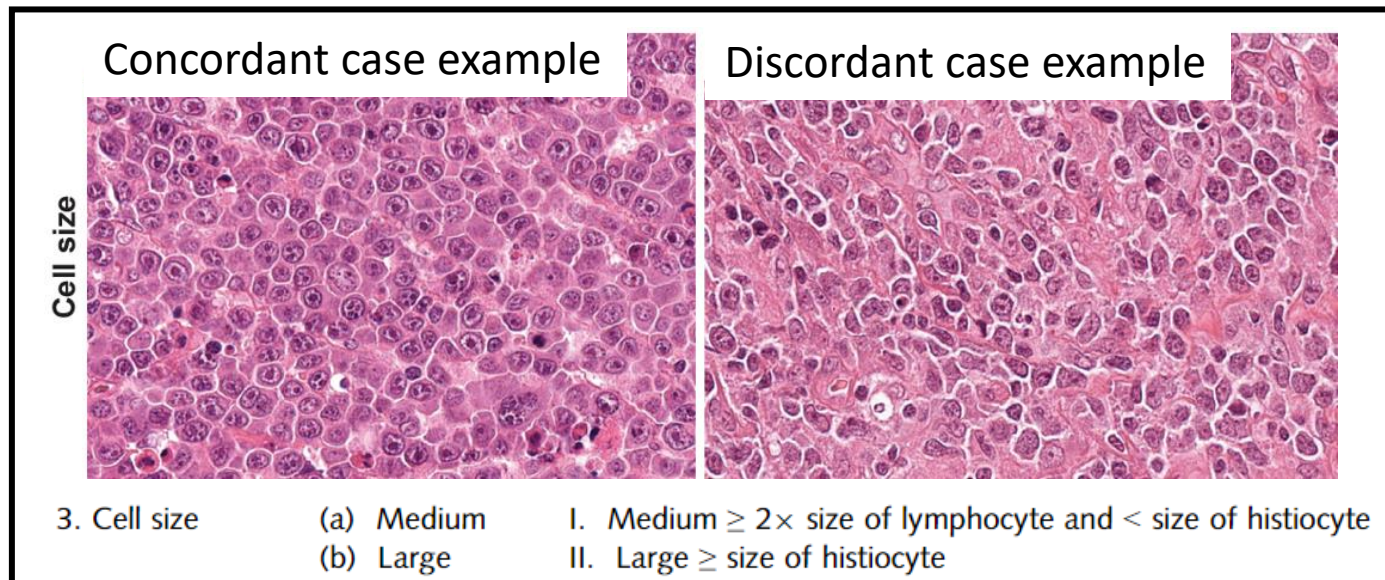 Concordant case example
Discordant case example
Cell size
3. Cell size (a) Medium I. Medium ≥ 2× size of lymphocyte and < size of histiocyte
(b) Large II. Large ≥ size of histiocyte